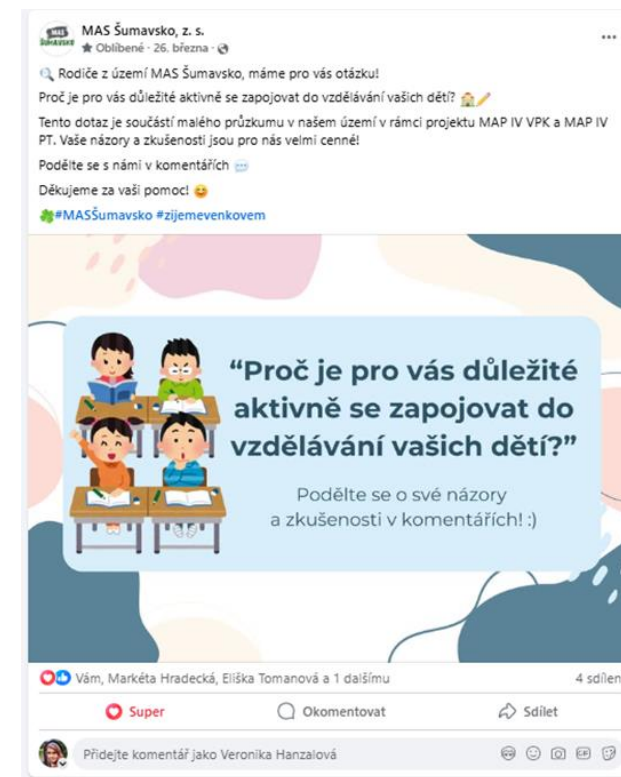 MAS Šumavsko, z. s.
Oblíbené · 26. března ·
Rodiče z území MAS Šumavsko, máme pro vás otázku!
Proč je pro vás důležité aktivně se zapojovat do vzdělávání vašich dětí?
Tento dotaz je součástí malého průzkumu v našem území v rámci projektu MAP IV VPK a MAP IV
PT. Vaše názory a zkušenosti jsou pro nás velmi cenné!
Podělte se s námi v komentářích
Děkujeme za vaši pomoc!
#MASŠumavsko #zijemevenkovem
“Proč je pro vás důležité
aktivně se zapojovat do
vzdělávání vašich dětí?”
Podělte se o své názory
a zkušenosti v komentářích! :)
Vám, Markéta Hradecká, Eliška Tomanová a 1 dalšímu
4 sdílen
Super
Okomentovat
Sdílet
Přidejte komentář jako Veronika Hanzalová